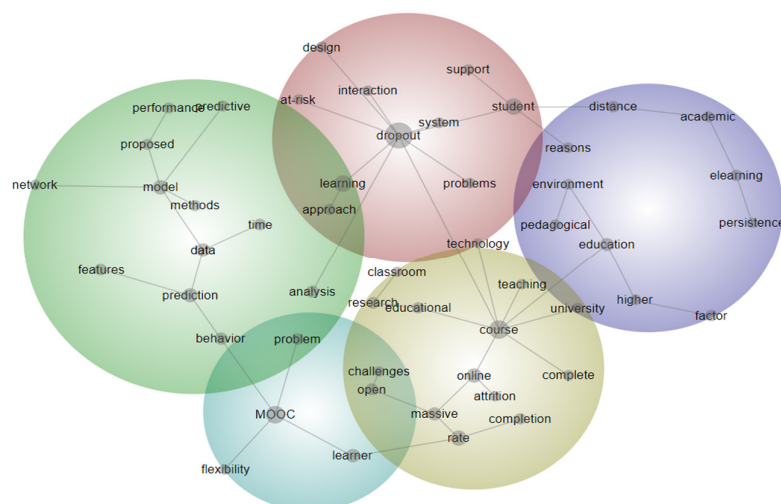 design
support
interaction
at-risk
performance
predictive
student
distance
system
academic
dropout
proposed
reasons
elearning
network
model
learning
problems
environment
methods
approach
persistence
time
pedagological
data
technology
education
features
classroom
teaching
prediction
analysis
research
educational
university
higher
factor
behavior
problem
course
challenges
online
complete
open
attrition
MOOC
massive
completion
rate
learner
flexibility